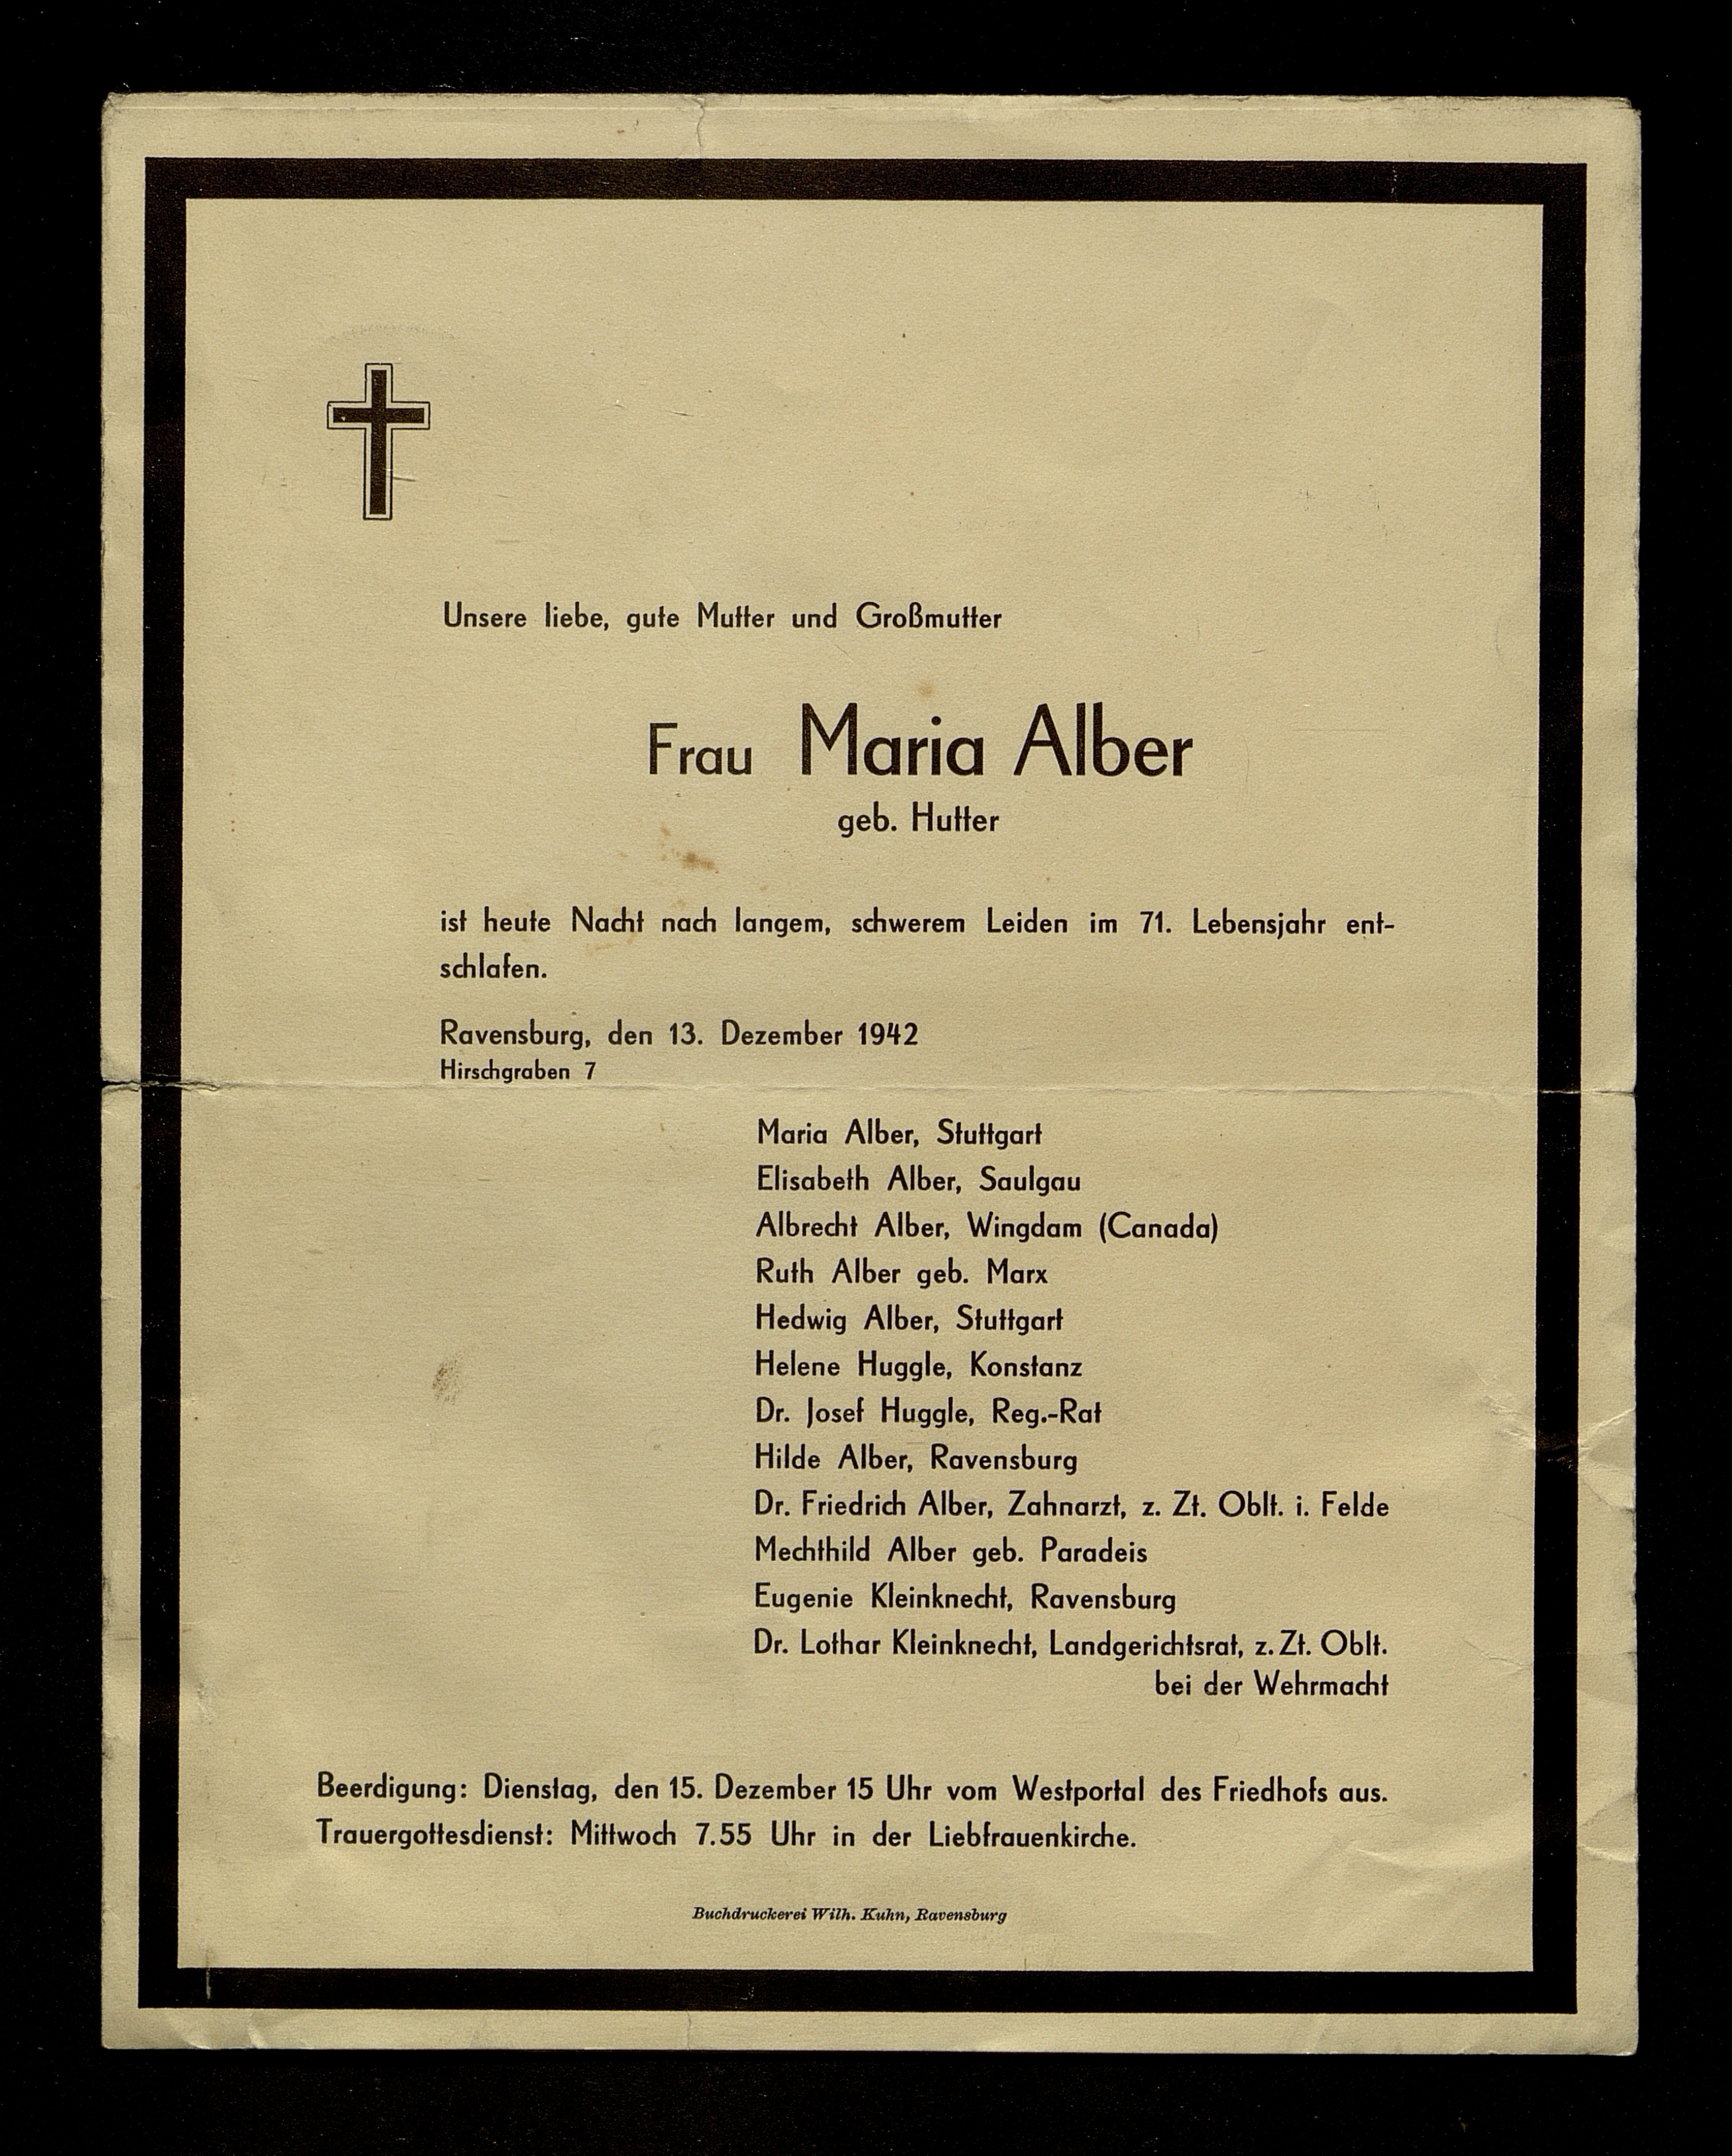 Unsere liebe, gute Mutter und Großmutter
Frau Maria Alber
geb. Hutter
ist heute Nacht nach langem, schwerem Leiden im 71. Lebensjahr ent-
schlafen.
Ravensburg, den 13. Dezember 1942
Hirschgraben 7
Maria Alber, Stuttgart
Elisabeth Alber, Saulgau
Albrecht Alber, Wingdam (Canada)
Ruth Alber geb. Marx
Hedwig Alber, Stuttgart
Helene Huggle, Konstanz
Dr. Josef Huggle, Reg.-Rat
Hilde Alber, Ravensburg
Dr. Friedrich Alber, Zahnarzt, z. Zt. Oblt. i. Felde
Mechthild Alber geb. Paradeis
Eugenie Kleinknecht, Ravensburg
Dr. Lothar Kleinknecht, Landgerichtsrat, z. Zt. Oblt.
bei der Wehrmacht
Beerdigung: Dienstag, den 15. Dezember 15 Uhr vom Westportal des Friedhofs aus.
Trauergottesdienst: Mittwoch 7.55 Uhr in der Liebfrauenkirche.
Buchdruckerei Wilh. Kuhn, Ravensburg